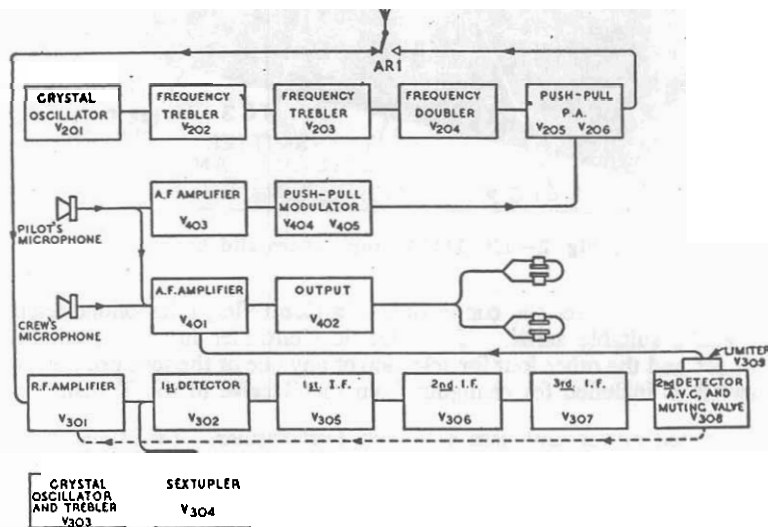 AR1
CRYSTAL
OSCILLATOR
V201
FREQUENCY
TREBLER
V202
FREQUENCY
TREBLER
V203
FREQUENCY
DOUBLER
V204
PUSH-PULL
P.A.
V205 V206
PILOT'S
MICROPHONE
A.F AMPLIFIER
V403
PUSH-PULL
MODULATOR
V404 V405
CREW'S
MICROPHONE
A.F. AMPLIFIER
V401
OUTPUT
V402
LIMITER
V309
R.F. AMPLIFIER
V301
1st DETECTOR
V302
1st. I.F.
V305
2nd. I.F.
V306
3rd. I.F.
V307
2nd DETECTOR
A.V.C, AND
MUTING VALVE
V308
CRYSTAL
OSCILLATOR
AND TREBLER
V303
SEXTUPLER
V304